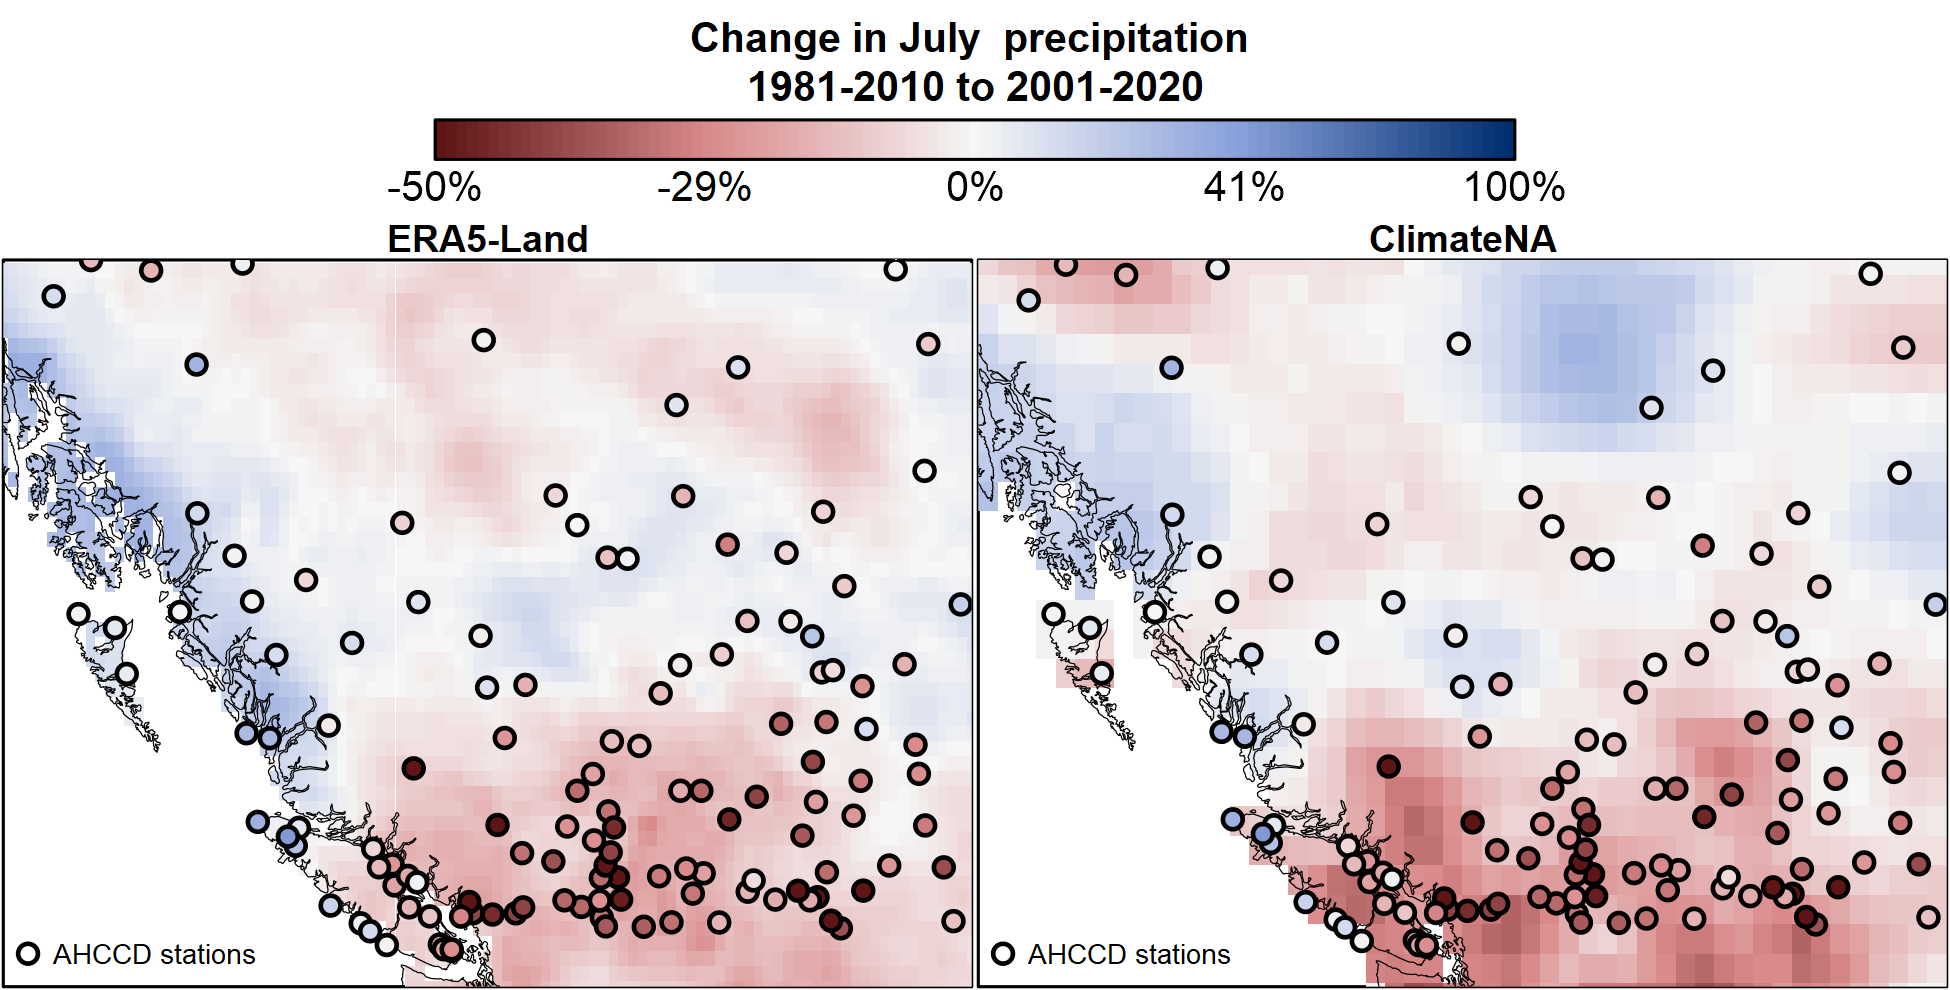 Change in July precipitation
1981-2010 to 2001-2020
-50% -29% 0% 41% 100%
ERA5-Land ClimateNA
AHCCD stations AHCCD stations